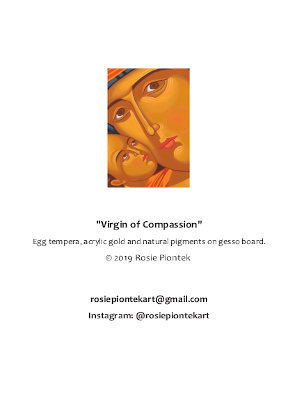 "Virgin of Compassion"
Egg tempera, acrylic gold and natural pigments on gesso board.
© 2019 Rosie Piontek
rosiepiontekart@gmail.com
Instagram: @rosiepiontekart